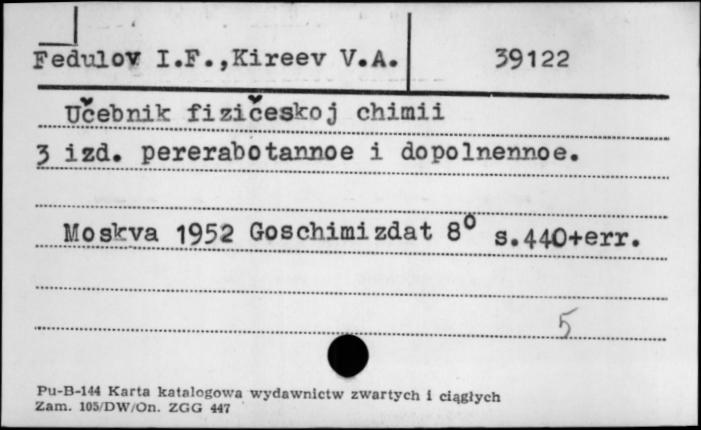 Fedulov I.F.,Kireev V.A. 39122
Učebnik fizičeskoj chimii
3 izd. pererabotannoe i dopolnennoe.
Moskva 1952 Goschimizdat 8° s.440+err.
5
Pu-B-144 Karta katalogowa wydawnictw zwartych i ciągłych
Zam. 105/DW/On. ZGG 447